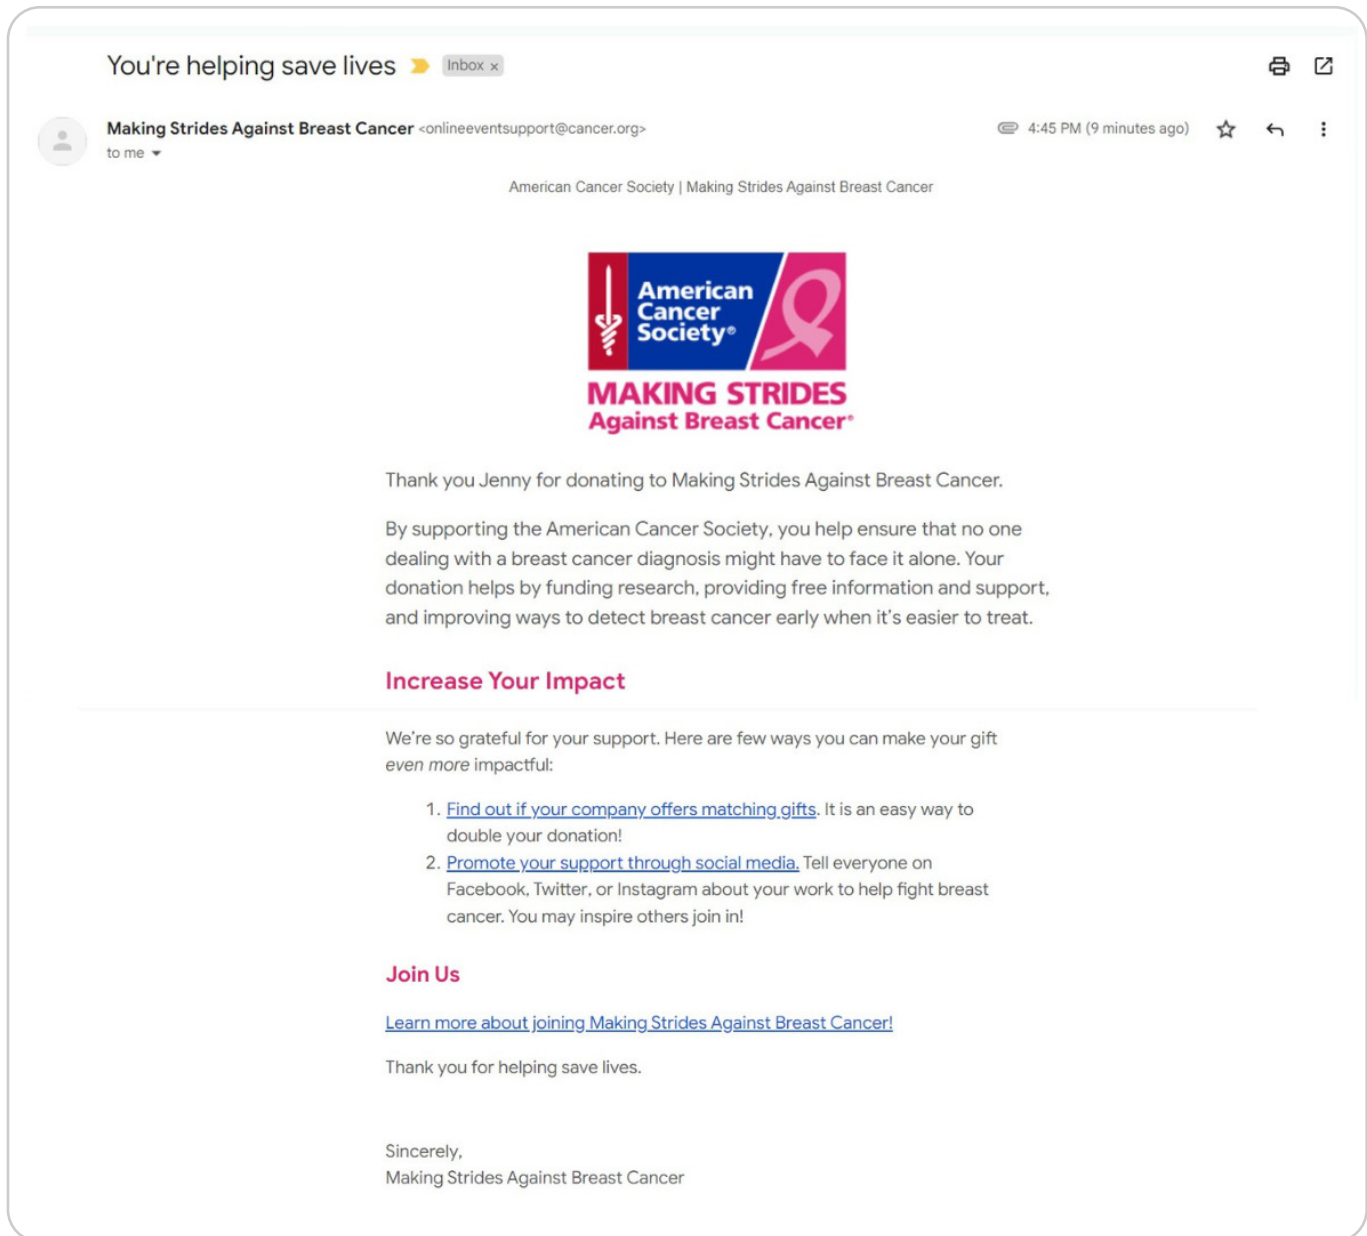 You're helping save lives Inbox x
Making Strides Against Breast Cancer <onlineeventsupport@cancer.org> 4:45 PM (9 minutes ago)
to me
American Cancer Society | Making Strides Against Breast Cancer
American
Cancer
Society®
MAKING STRIDES
Against Breast Cancer®
Thank you Jenny for donating to Making Strides Against Breast Cancer.
By supporting the American Cancer Society, you help ensure that no one
dealing with a breast cancer diagnosis might have to face it alone. Your
donation helps by funding research, providing free information and support,
and improving ways to detect breast cancer early when it's easier to treat.
Increase Your Impact
We're so grateful for your support. Here are few ways you can make your gift
even more impactful:
1. Find out if your company offers matching gifts. It is an easy way to
double your donation!
2. Promote your support through social media. Tell everyone on
Facebook, Twitter, or Instagram about your work to help fight breast
cancer. You may inspire others join in!
Join Us
Learn more about joining Making Strides Against Breast Cancer!
Thank you for helping save lives.
Sincerely,
Making Strides Against Breast Cancer